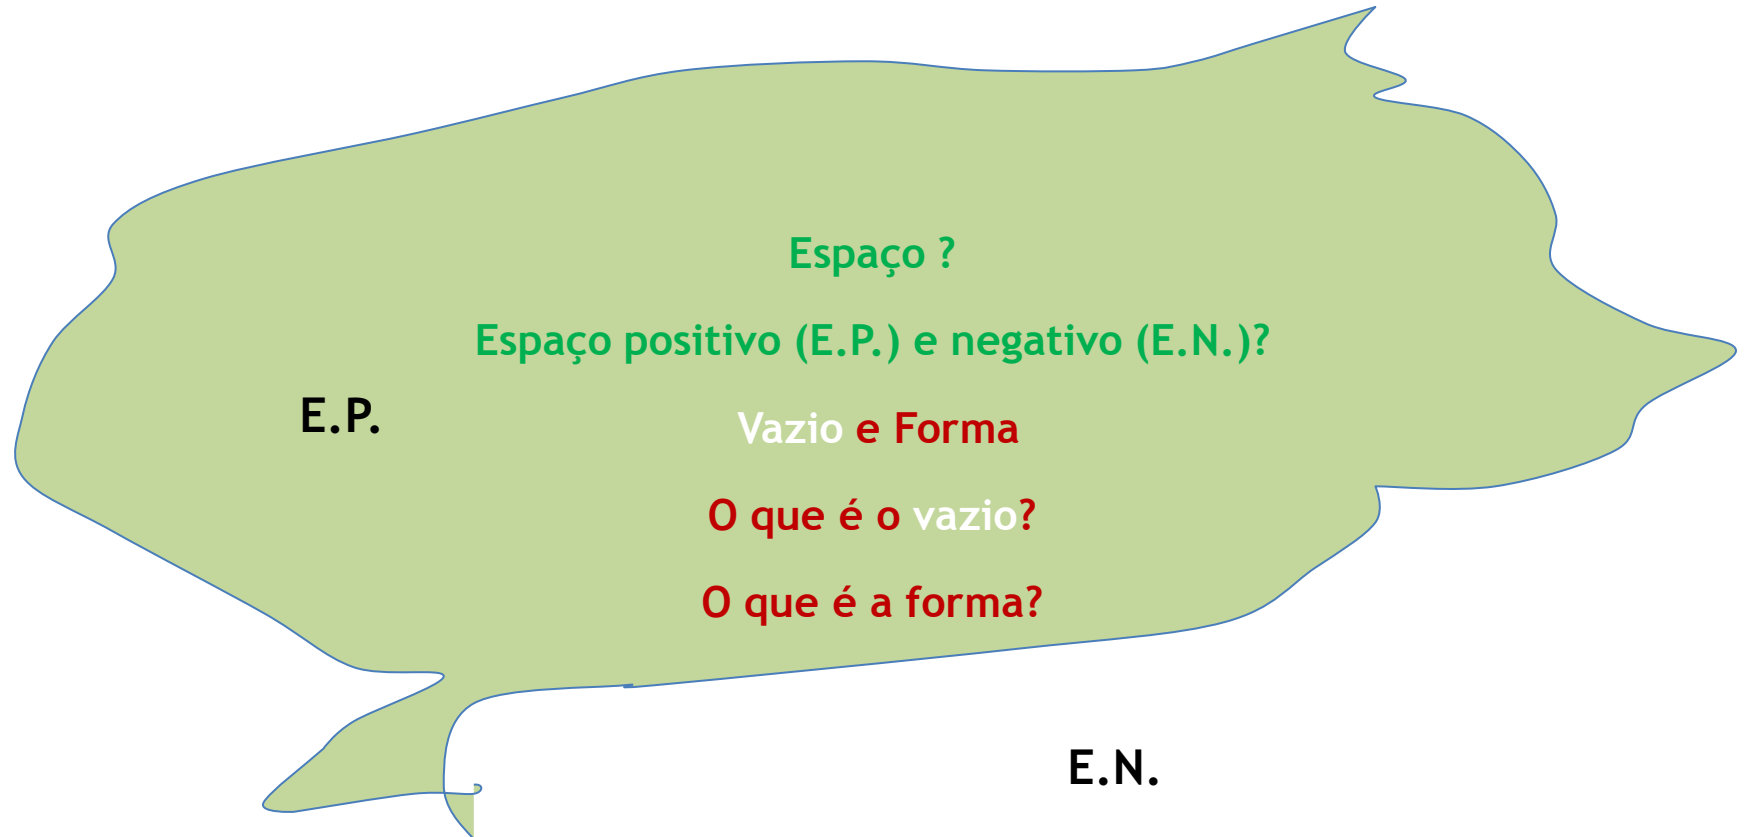 Espaço ?
Espaço positivo (E.P.) e negativo (E.N.)?
E.P.
Vazio e Forma
O que é o vazio?
O que é a forma?
E.N.